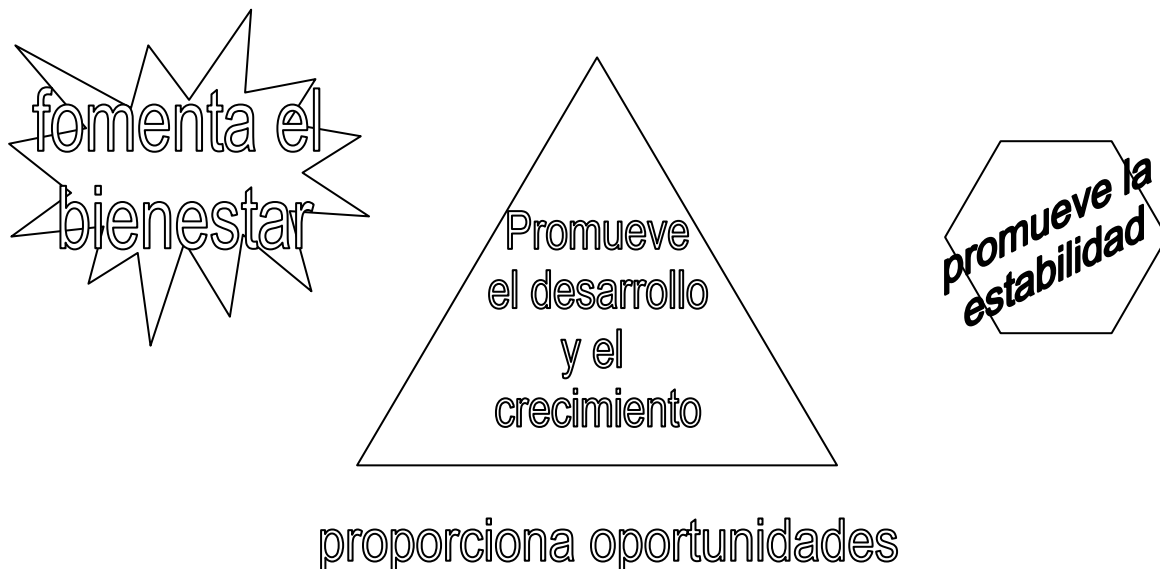 fomenta el
bienestar
Promueve
el desarrollo
y el
crecimiento
promueve la
estabilidad
proporciona oportunidades